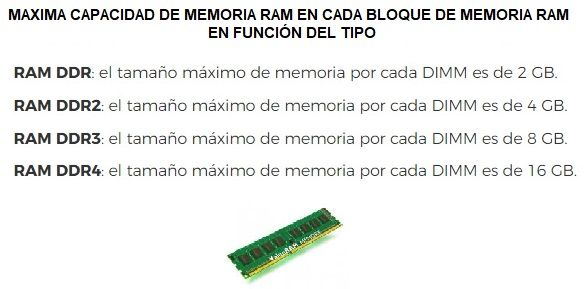 MAXIMA CAPACIDAD DE MEMORIA RAM EN CADA BLOQUE DE MEMORIA RAM
EN FUNCIÓN DEL TIPO
RAM DDR: el tamaño máximo de memoria por cada DIMM es de 2 GB.
RAM DDR2: el tamaño máximo de memoria por cada DIMM es de 4 GB.
RAM DDR3: el tamaño máximo de memoria por cada DIMM es de 8 GB.
RAM DDR4: el tamaño máximo de memoria por cada DIMM es de 16 GB.
ValueRAM